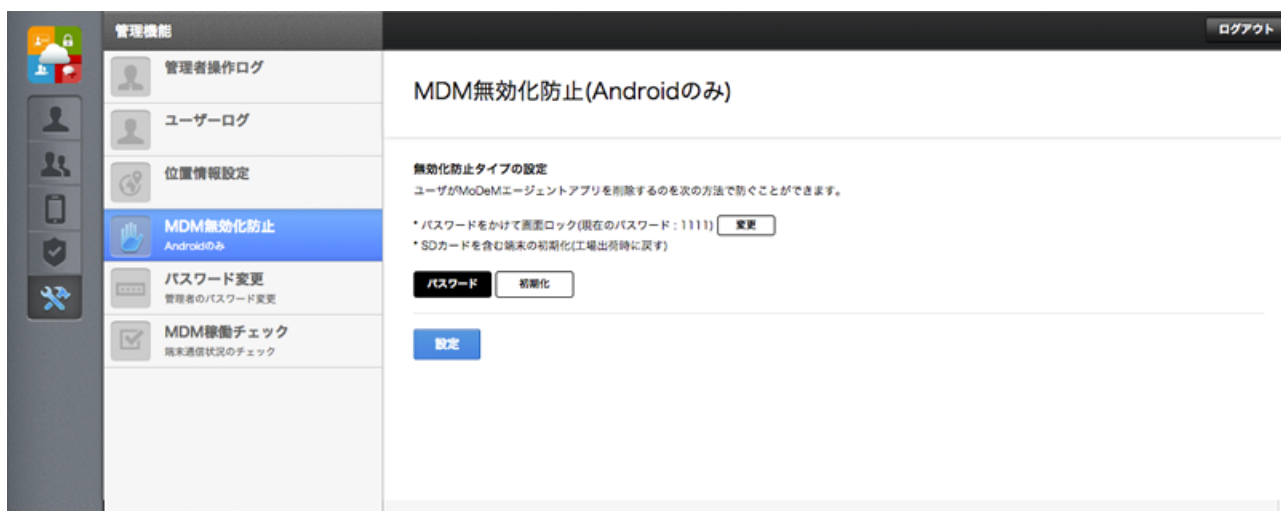 管理機能
ログアウト
管理者操作ログ
ユーザーログ
位置情報設定
MDM無効化防止
Androidのみ
パスワード変更
管理者のパスワード変更
MDM稼働チェック
端末通信状況のチェック
MDM無効化防止(Androidのみ)
無効化防止タイプの設定
ユーザがMoDeMエージェントアプリを削除するのを次の方法で防ぐことができます。
* パスワードをかけて画面ロック(現在のパスワード : 1111) 変更
* SDカードを含む端末の初期化(工場出荷時に戻す)
パスワード 初期化
設定